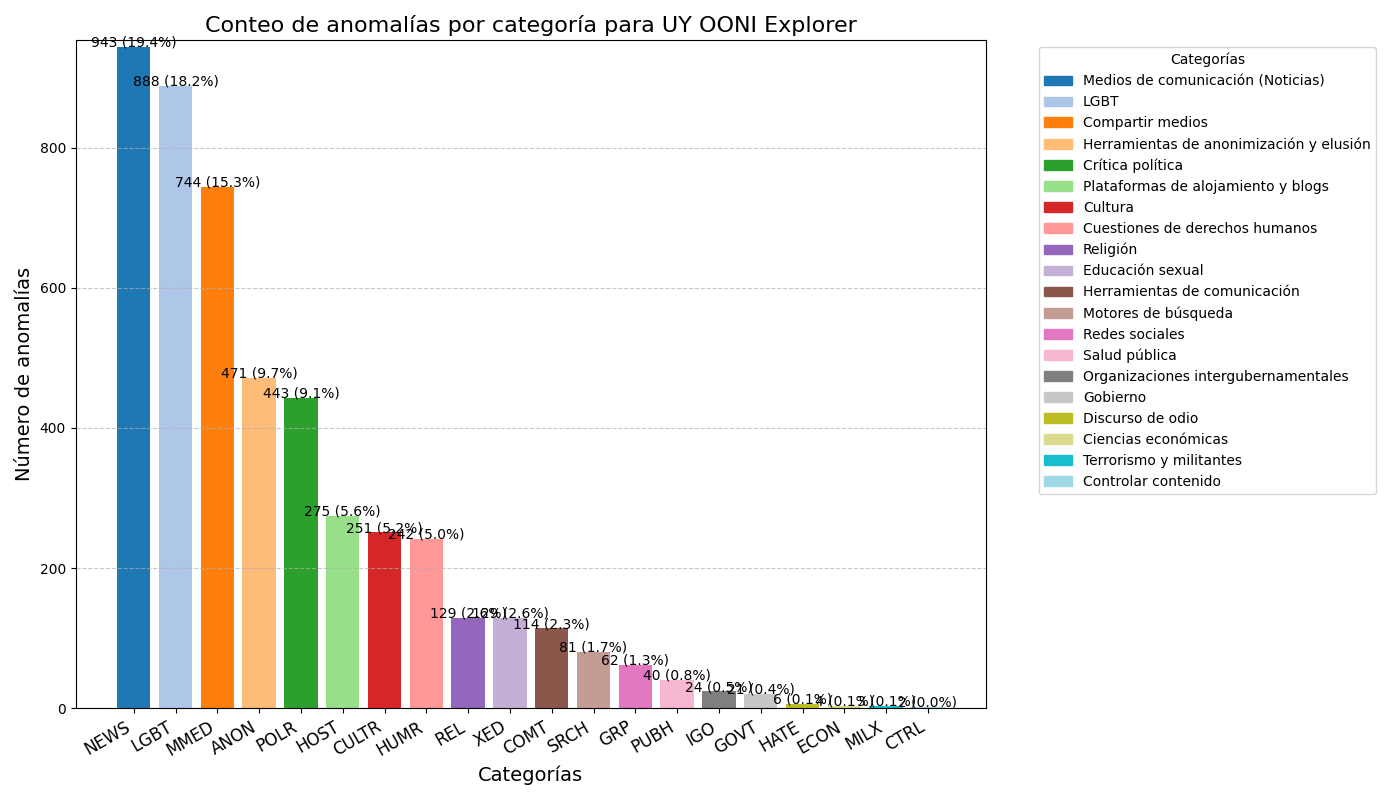 Conteo de anomalías por categoría para UY OONI Explorer
943 (19.4%)
888 (18.2%)
744 (15.3%)
471 (9.7%)
443 (9.1%)
275 (5.6%)
251 (5.2%)
242 (5.0%)
129 (2.6%)
129 (2.6%)
114 (2.3%)
81 (1.7%)
62 (1.3%)
40 (0.8%)
24 (0.5%)
21 (0.4%)
6 (0.1%)
4 (0.1%)
3 (0.1%)
2 (0.0%)
800
600
400
200
0
Número de anomalías
NEWS
LGBT
MMED
ANON
POLR
HOST
CULTR
HUMR
REL
XED
COMT
SRCH
GRP
PUBH
IGO
GOVT
HATE
ECON
MILX
CTRL
Categorías
Categorías
Medios de comunicación (Noticias)
LGBT
Compartir medios
Herramientas de anonimización y elusión
Crítica política
Plataformas de alojamiento y blogs
Cultura
Cuestiones de derechos humanos
Religión
Educación sexual
Herramientas de comunicación
Motores de búsqueda
Redes sociales
Salud pública
Organizaciones intergubernamentales
Gobierno
Discurso de odio
Ciencias económicas
Terrorismo y militantes
Controlar contenido